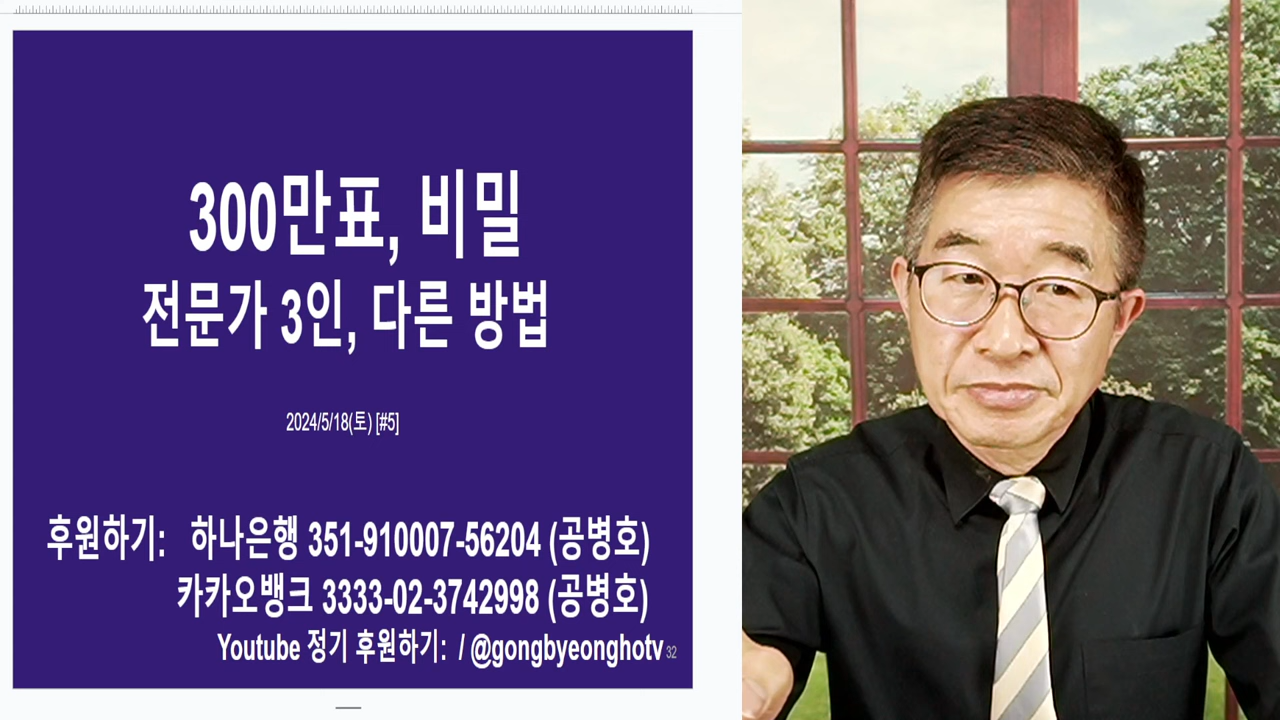 300만표, 비밀
전문가 3인, 다른 방법
2024/5/18(토) [#5]
후원하기: 하나은행 351-910007-56204 (공병호)
카카오뱅크 3333-02-3742998 (공병호)
Youtube 정기 후원하기: / @gongbyeonghotv
32